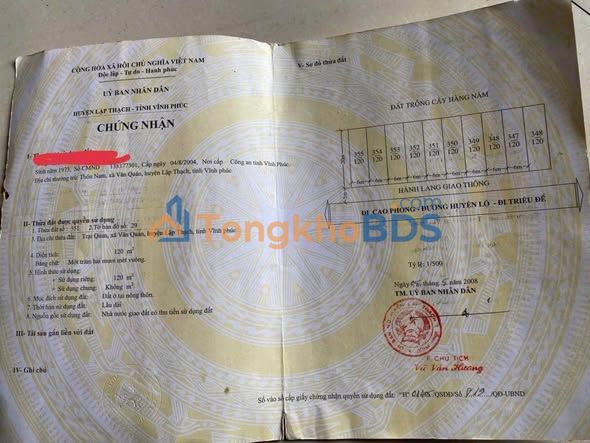 CỘNG HÒA XÃ HỘI CHỦ NGHĨA VIỆT NAM
Độc lập - Tự do - Hạnh phúc
UỶ BAN NHÂN DÂN
HUYỆN LẬP THẠCH - TỈNH VĨNH PHÚC
CHỨNG NHẬN
Sinh năm 1973, Số CMND Cấp ngày 04/8/2004, Nơi cấp Công an tỉnh Vĩnh Phúc.
Địa chỉ thường trú: Thôn Nam, xã Văn Quán, huyện Lập Thạch, tỉnh Vĩnh phúc
II- Thửa đất được quyền sử dụng
1. Thửa đất số: 351 2.Tờ bản đồ số: 29
3. Địa chỉ thửa đất: Trại Quan, xã Văn Quán, huyện Lập Thạch, tỉnh Vĩnh phúc
4. Diện tích: 120 m²
Bằng chữ: Một trăm hai mươi mét vuông.
5. Hình thức sử dụng:
+ Sử dụng riêng: 120 m²
+ Sử dụng chung: Không m²
6. Mục đích sử dụng đất: Đất ở tại nông thôn.
7. Thời hạn sử dụng đất: Lâu dài
8. Nguồn gốc sử dụng đất: Nhà nước giao đất có thu tiền sử dụng đất
III- Tài sản gắn liền với đất
IV- Ghi chú
V- Sơ đồ thửa đất
ĐẤT TRỒNG CÂY HÀNG NĂM
355 354 353 352 351 350 349 348 347
120 120 120 120 120 120 120 120 120
HÀNH LANG GIAO THÔNG
ĐI CAO PHONG - ĐƯỜNG HUYỆN LỘ - ĐI TRIỆU ĐỀ
Tỷ lệ: 1/500
năm 2008
TM. UỶ BAN NHÂN DÂN
CHỦ TỊCH
Vũ Văn Hương
Số vào sổ cấp giấy chứng nhận quyền sử dụng đất: "H" /QSDĐ/Số 812 /QĐ-UBND
TongkhoBDS.com